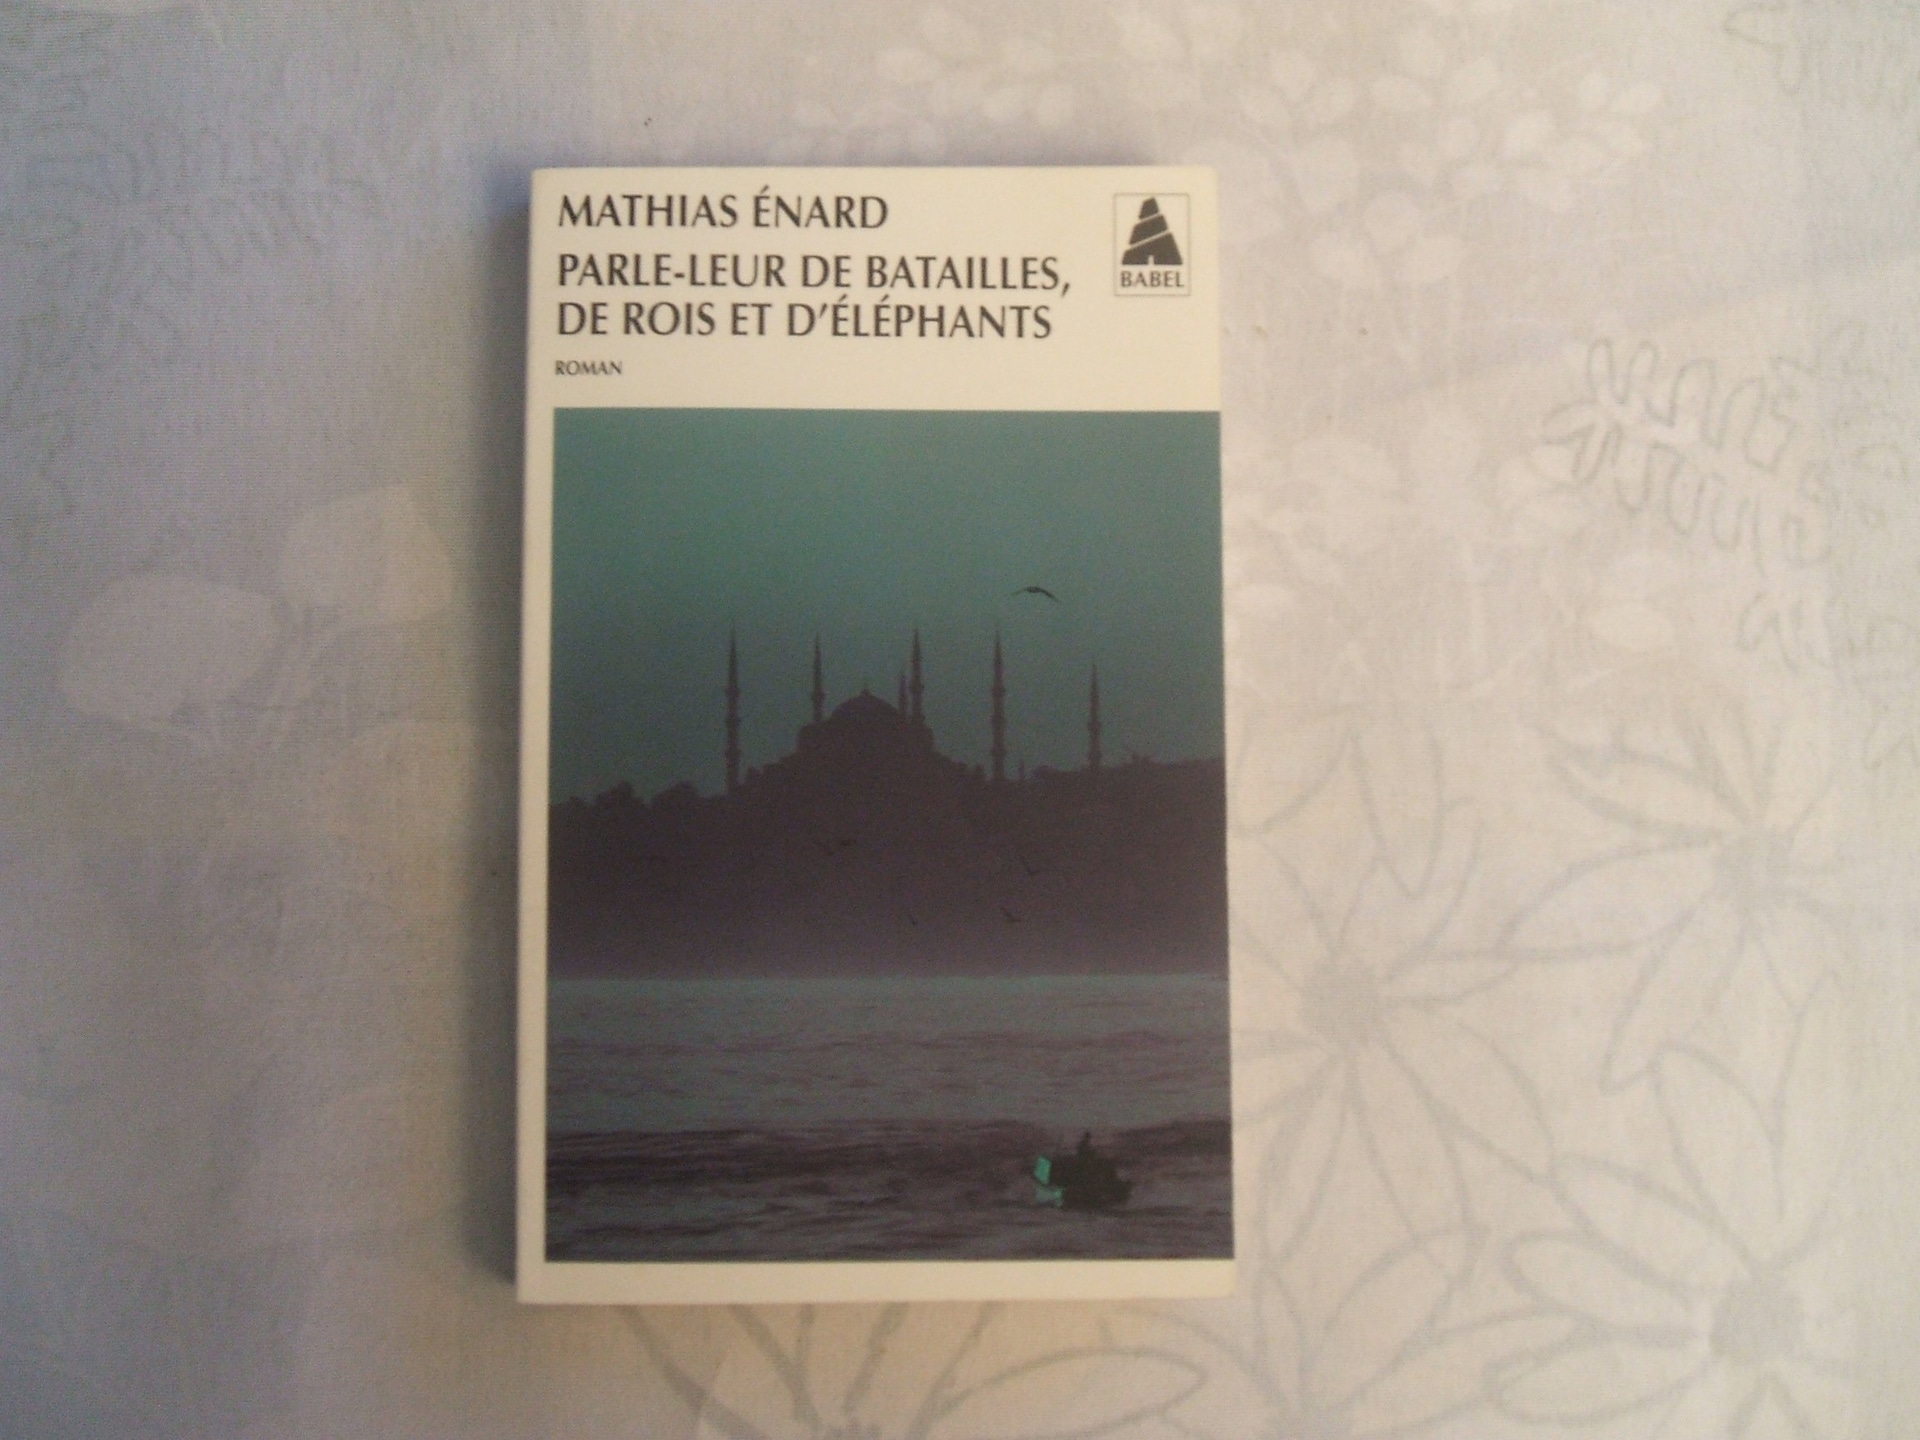 MATHIAS ÉNARD
PARLE-LEUR DE BATAILLES,
DE ROIS ET D'ÉLÉPHANTS
ROMAN
BABEL